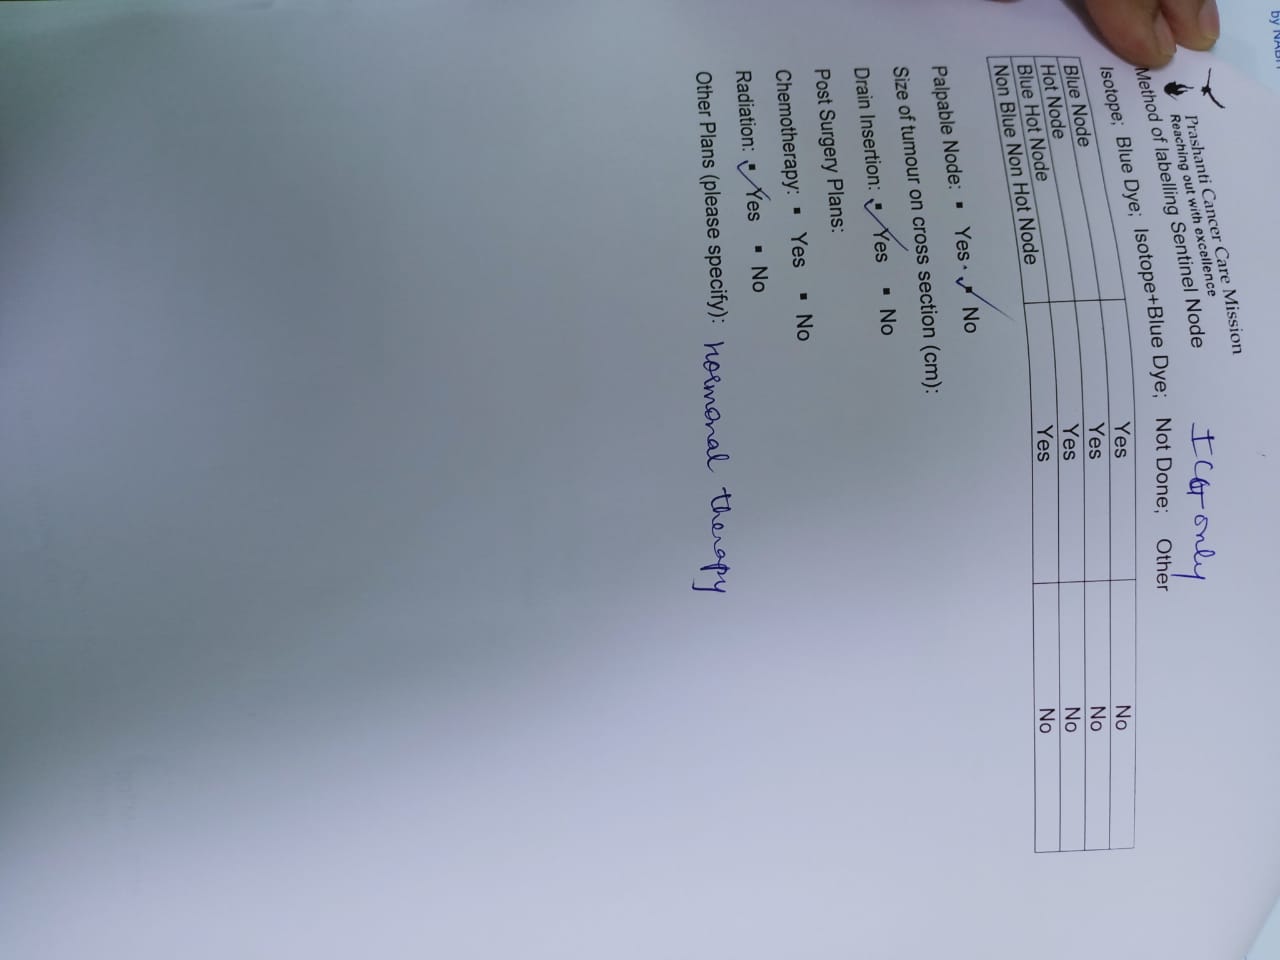 by NABH
Prashanti Cancer Care Mission
Reaching out with excellence
ICG only
Method of labelling Sentinel Node
Isotope; Blue Dye; Isotope+Blue Dye; Not Done; Other
Blue Node Yes No
Hot Node Yes No
Blue Hot Node Yes No
Non Blue Non Hot Node Yes No
Palpable Node: ▪ Yes ▪ No
Size of tumour on cross section (cm):
Drain Insertion: ▪ Yes ▪ No
Post Surgery Plans:
Chemotherapy: ▪ Yes ▪ No
Radiation: ▪ Yes ▪ No
Other Plans (please specify): hormonal therapy